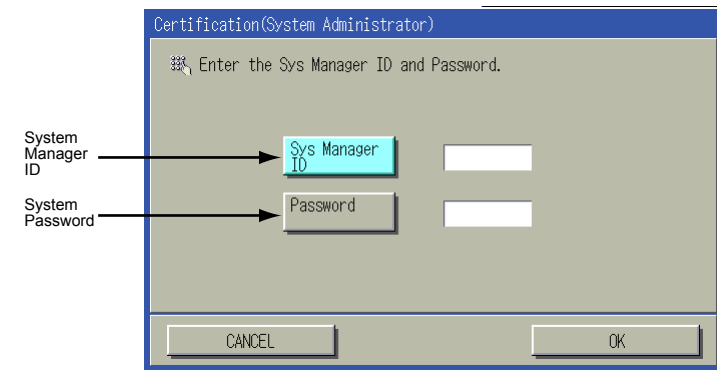 Certification(System Administrator)
Enter the Sys Manager ID and Password.
System
Manager
ID
Sys Manager
ID
System
Password
Password
CANCEL
OK